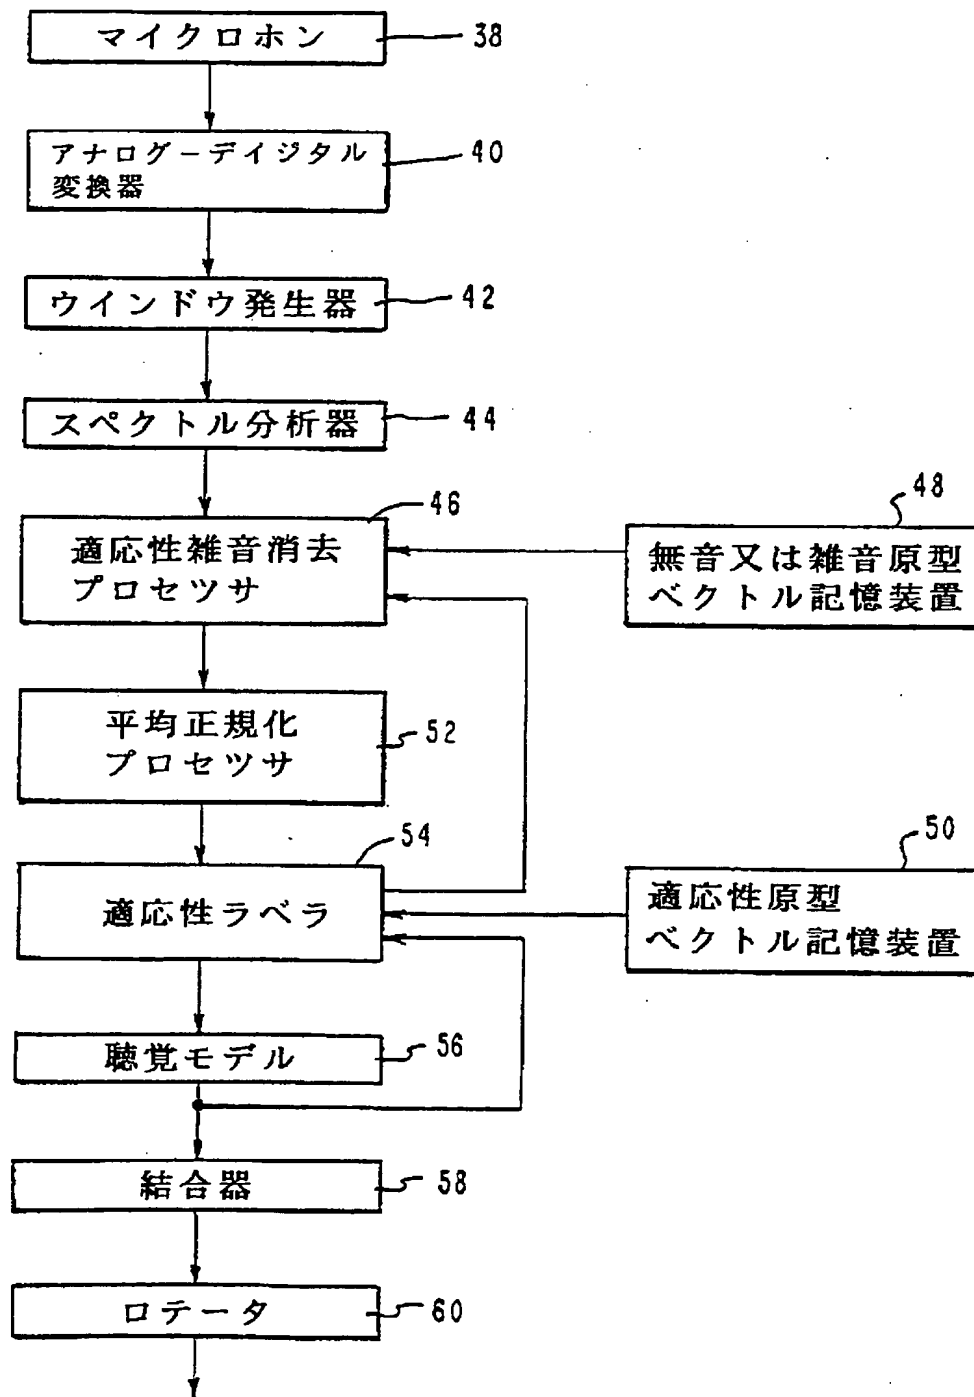 マイクロホン
38
アナログーデイジタル
変換器
40
ウインドウ発生器
42
スペクトル分析器
44
46
適応性雑音消去
プロセツサ
48
無音又は雑音原型
ベクトル記憶装置
平均正規化
プロセツサ
52
54
適応性ラベラ
50
適応性原型
ベクトル記憶装置
聴覚モデル
56
結合器
58
ロテータ
60